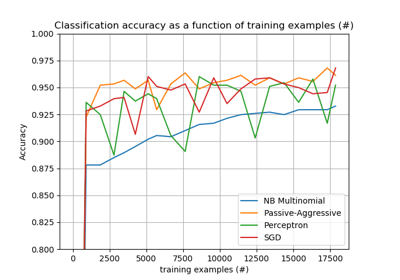 Classification accuracy as a function of training examples (#)
1.000
0.975
0.950
0.925
0.900
0.875
0.850
0.825
0.800
Accuracy
NB Multinomial
Passive-Aggressive
Perceptron
SGD
0 2500 5000 7500 10000 12500 15000 17500
training examples (#)